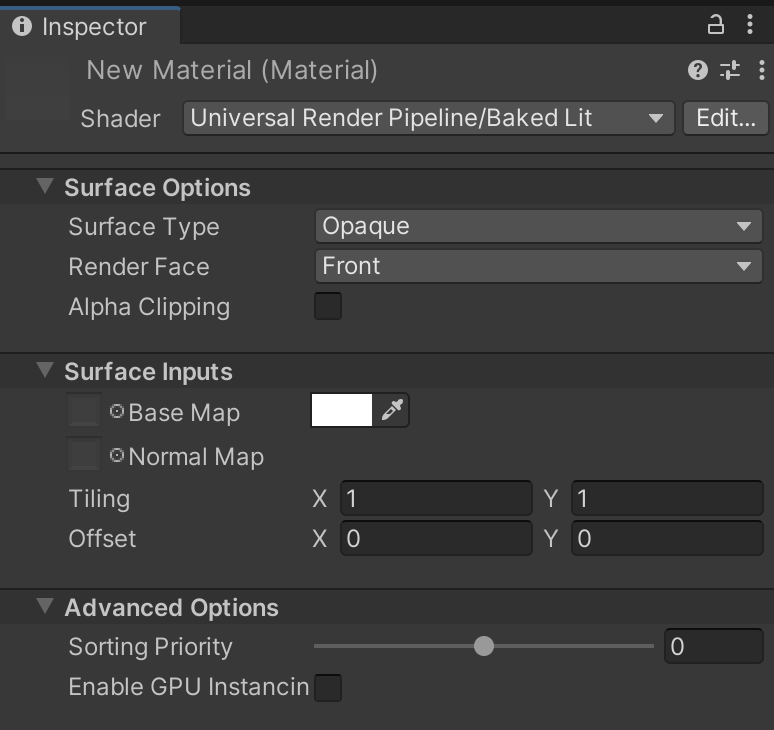 Inspector
New Material (Material)
Shader Universal Render Pipeline/Baked Lit Edit...
Surface Options
Surface Type Opaque
Render Face Front
Alpha Clipping
Surface Inputs
Base Map
Normal Map
Tiling X 1 Y 1
Offset X 0 Y 0
Advanced Options
Sorting Priority 0
Enable GPU Instancin